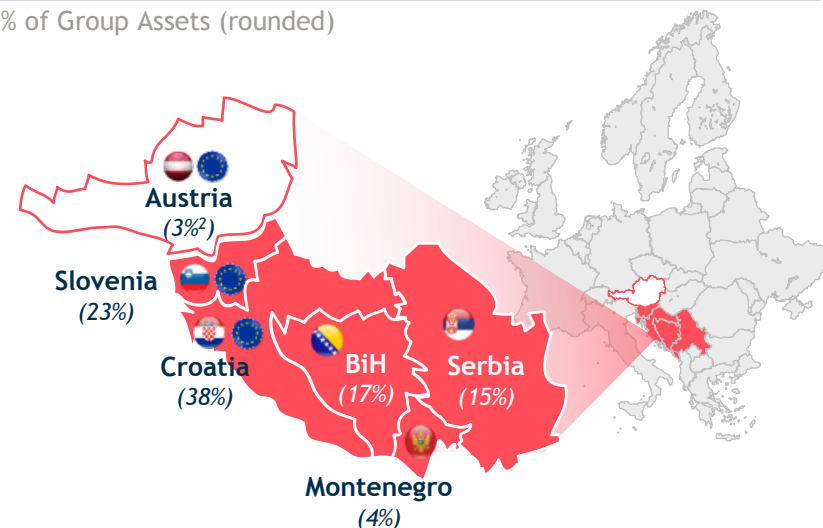 % of Group Assets (rounded)
Austria
(3%²)
Slovenia
(23%)
Croatia
(38%)
BiH
(17%)
Serbia
(15%)
Montenegro
(4%)